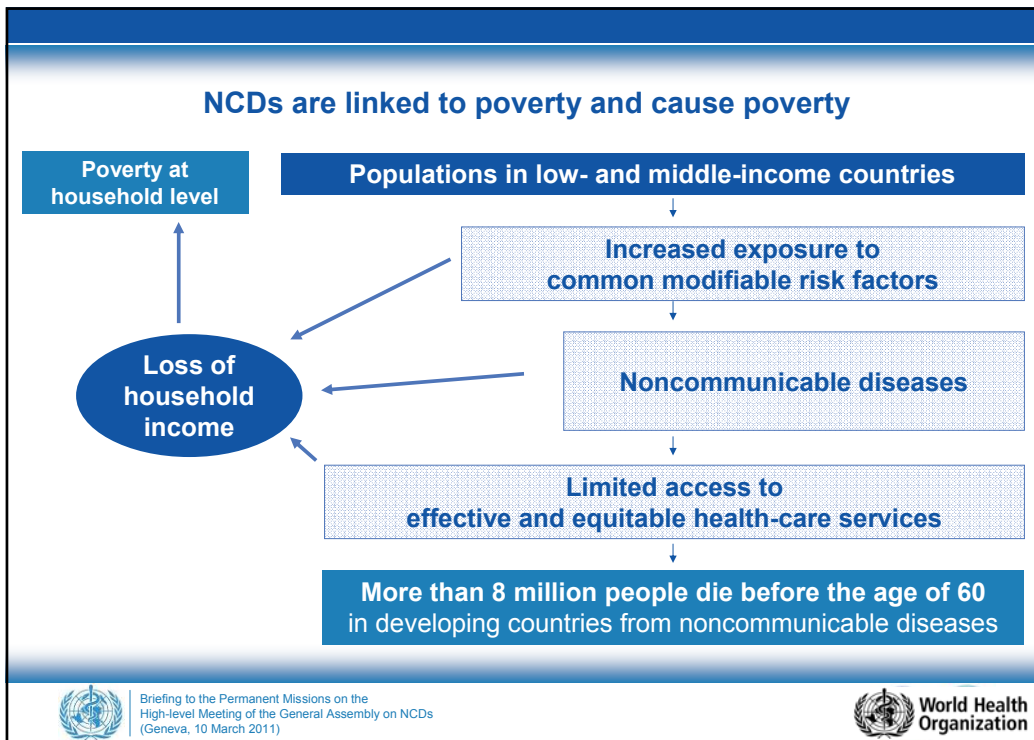 NCDs are linked to poverty and cause poverty
Poverty at
household level
Populations in low- and middle-income countries
Increased exposure to
common modifiable risk factors
Loss of
household
income
Noncommunicable diseases
Limited access to
effective and equitable health-care services
More than 8 million people die before the age of 60
in developing countries from noncommunicable diseases
Briefing to the Permanent Missions on the
High-level Meeting of the General Assembly on NCDs
(Geneva, 10 March 2011)
World Health
Organization